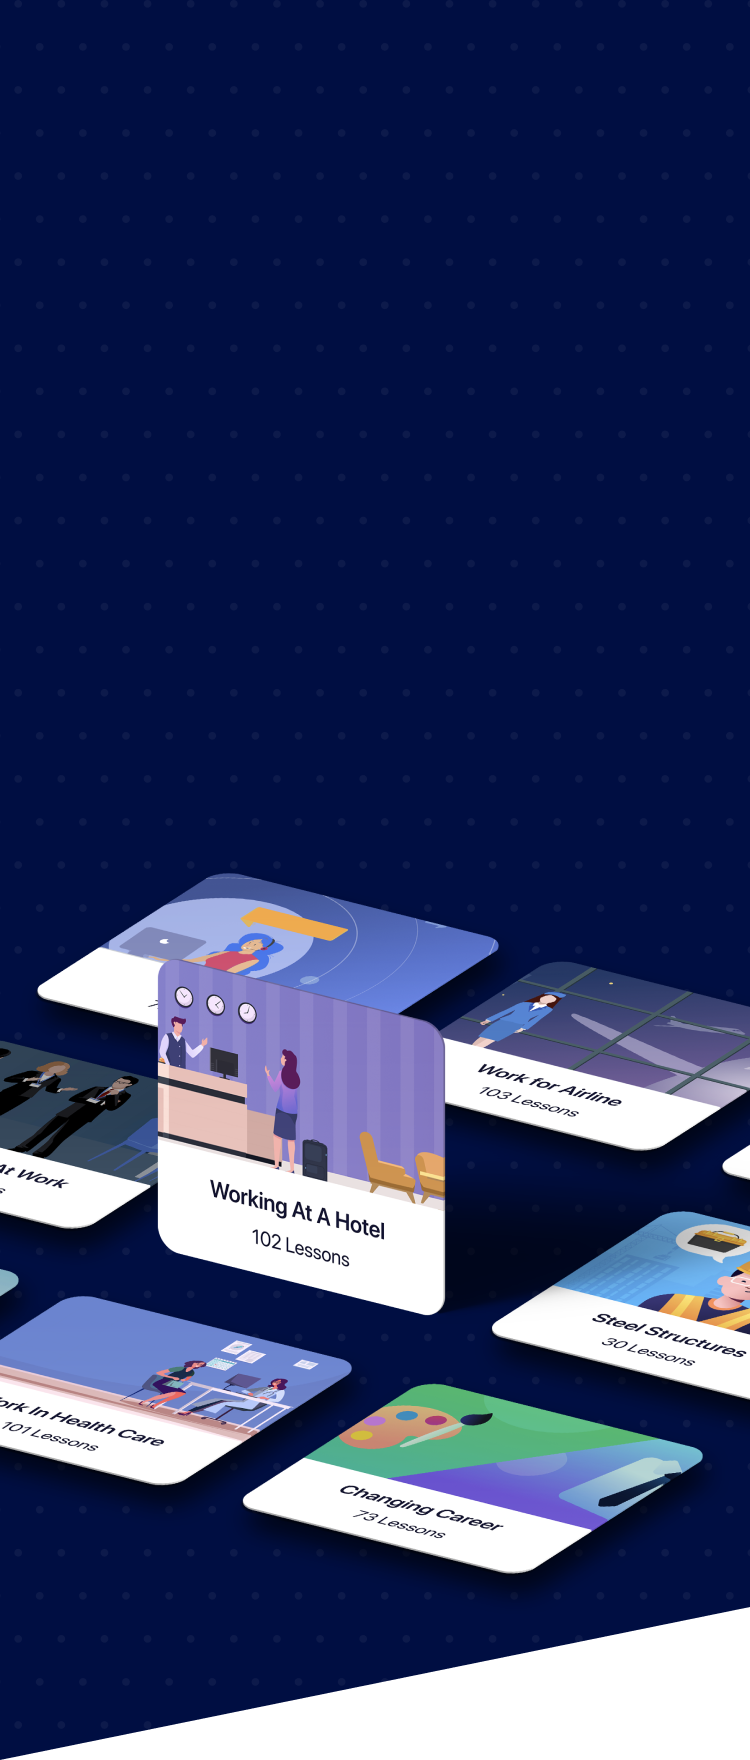 Work for Airline
103 Lessons
At Work
Working At A Hotel
102 Lessons
Steel Structures
30 Lessons
In Health Care
101 Lessons
Changing Career
73 Lessons